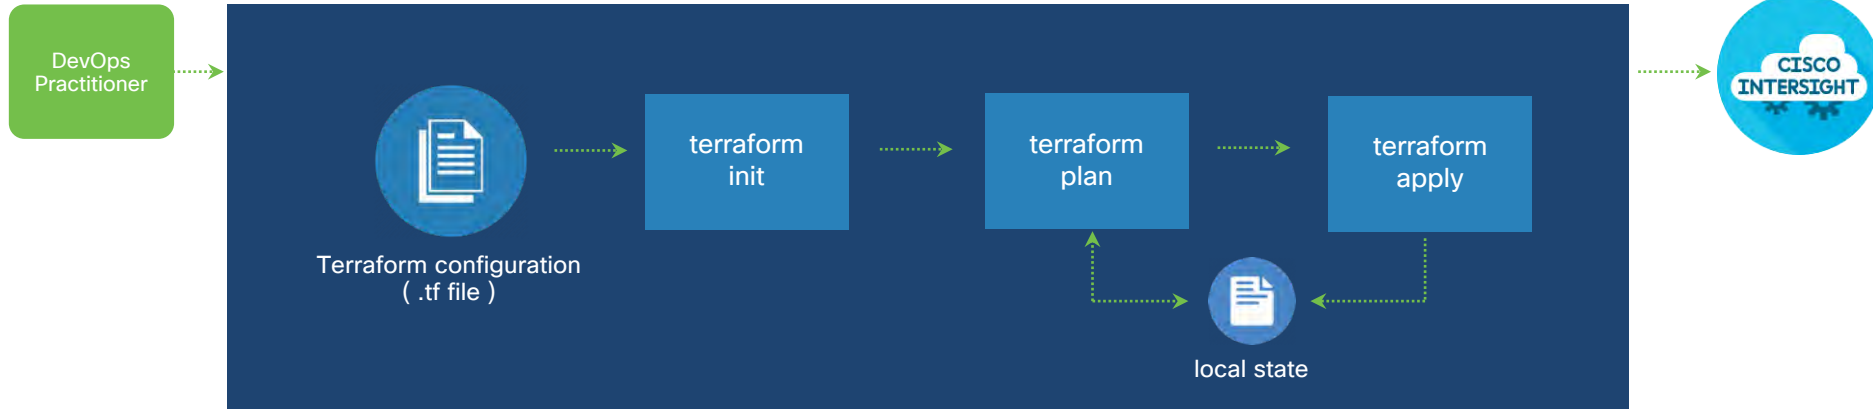 DevOps
Practitioner
Terraform configuration
( .tf file )
terraform
init
terraform
plan
terraform
apply
local state
CISCO
INTERSIGHT